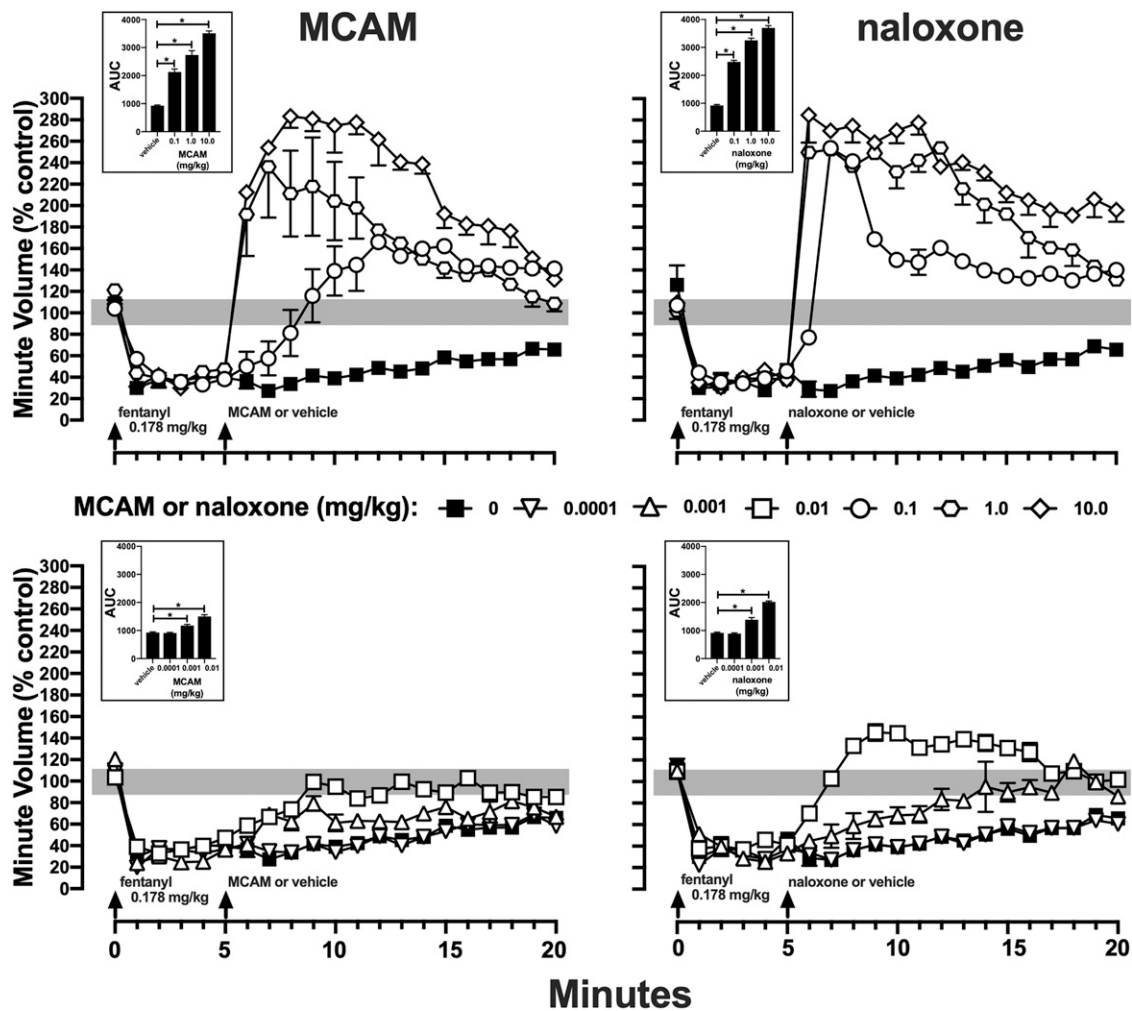 MCAM
naloxone
AUC
4000
3000
2000
1000
0
vehicle
0.1
1.0
10.0
MCAM
(mg/kg)
*
*
*
AUC
4000
3000
2000
1000
0
vehicle
0.1
1.0
10.0
naloxone
(mg/kg)
*
*
*
Minute Volume (% control)
300
280
260
240
220
200
180
160
140
120
100
80
60
40
20
0
fentanyl
0.178 mg/kg
MCAM or vehicle
fentanyl
0.178 mg/kg
naloxone or vehicle
MCAM or naloxone (mg/kg): 0 0.0001 0.001 0.01 0.1 1.0 10.0
AUC
4000
3000
2000
1000
0
vehicle
0.0001
0.001
0.01
MCAM
(mg/kg)
*
*
AUC
4000
3000
2000
1000
0
vehicle
0.0001
0.001
0.01
naloxone
(mg/kg)
*
*
Minute Volume (% control)
300
280
260
240
220
200
180
160
140
120
100
80
60
40
20
0
fentanyl
0.178 mg/kg
MCAM or vehicle
fentanyl
0.178 mg/kg
naloxone or vehicle
0 5 10 15 20
0 5 10 15 20
Minutes